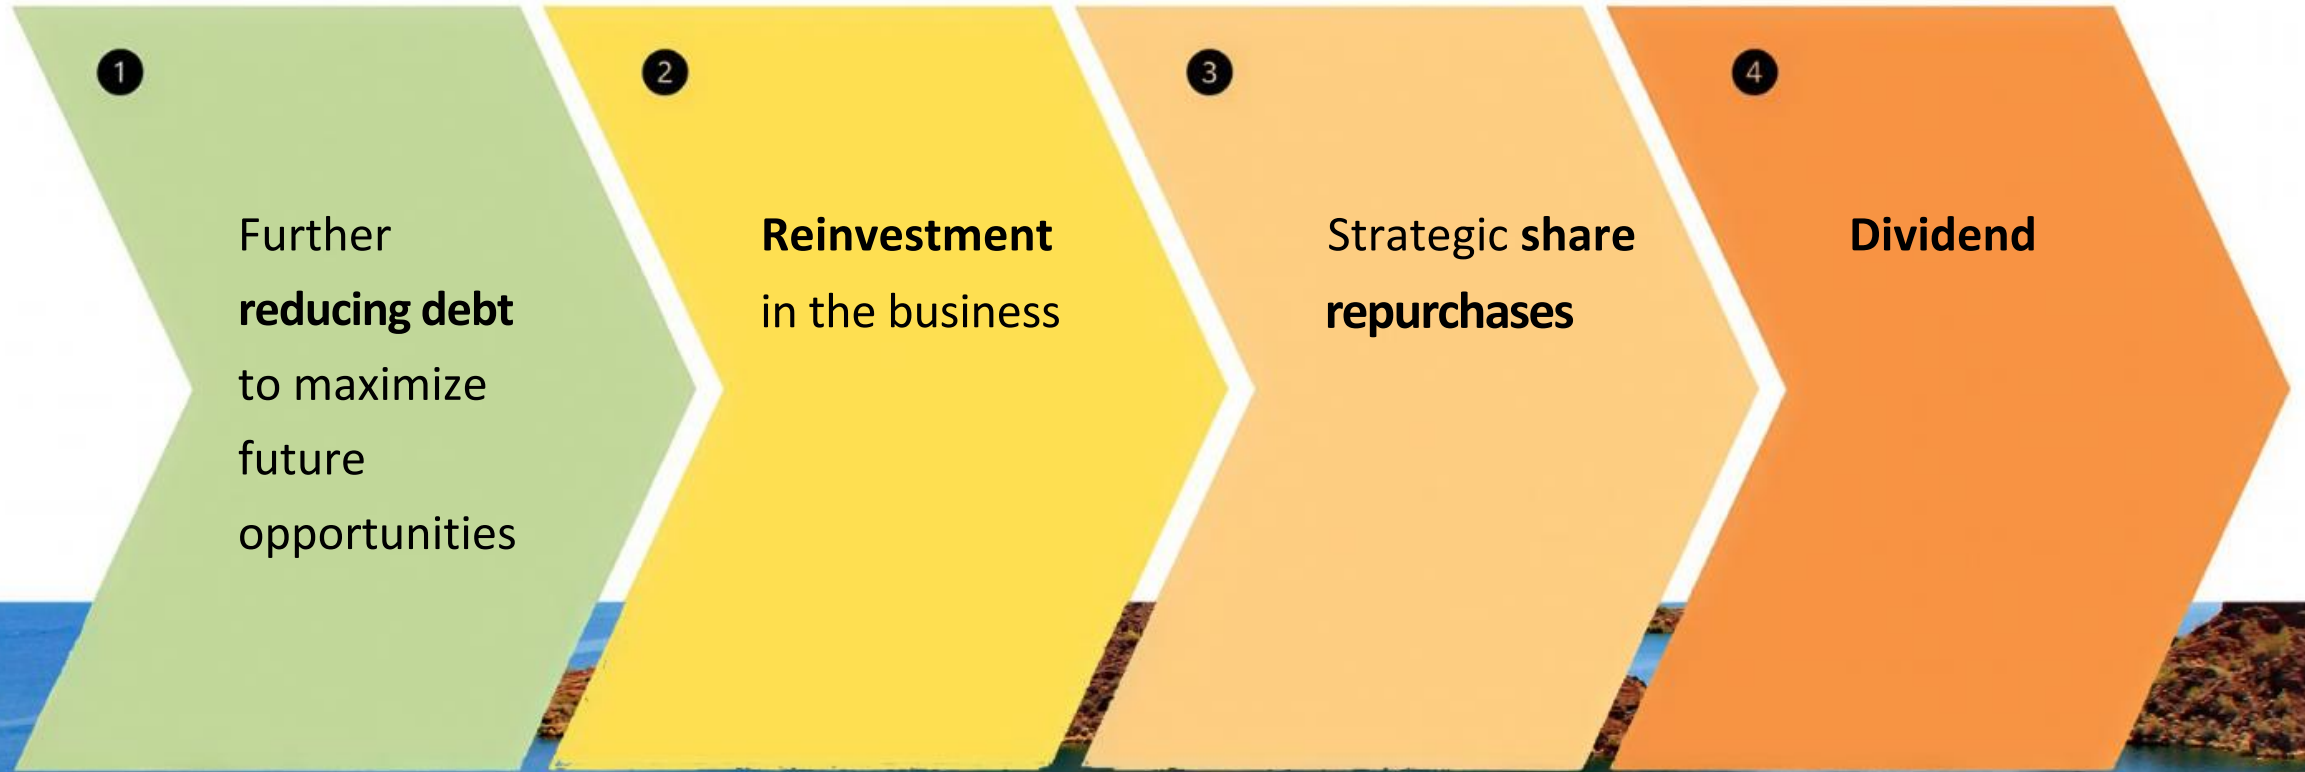 1
Further
reducing debt
to maximize
future
opportunities
2
Reinvestment
in the business
3
Strategic share
repurchases
4
Dividend